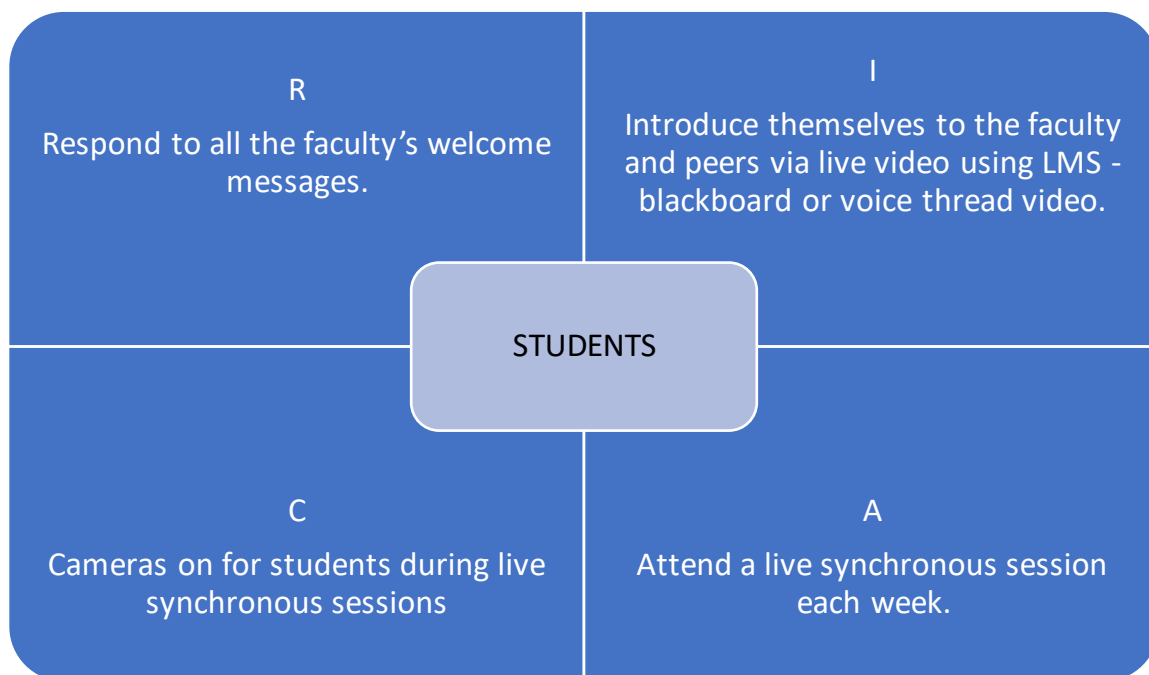 R
Respond to all the faculty’s welcome
messages.
I
Introduce themselves to the faculty
and peers via live video using LMS -
blackboard or voice thread video.
STUDENTS
C
Cameras on for students during live
synchronous sessions
A
Attend a live synchronous session
each week.